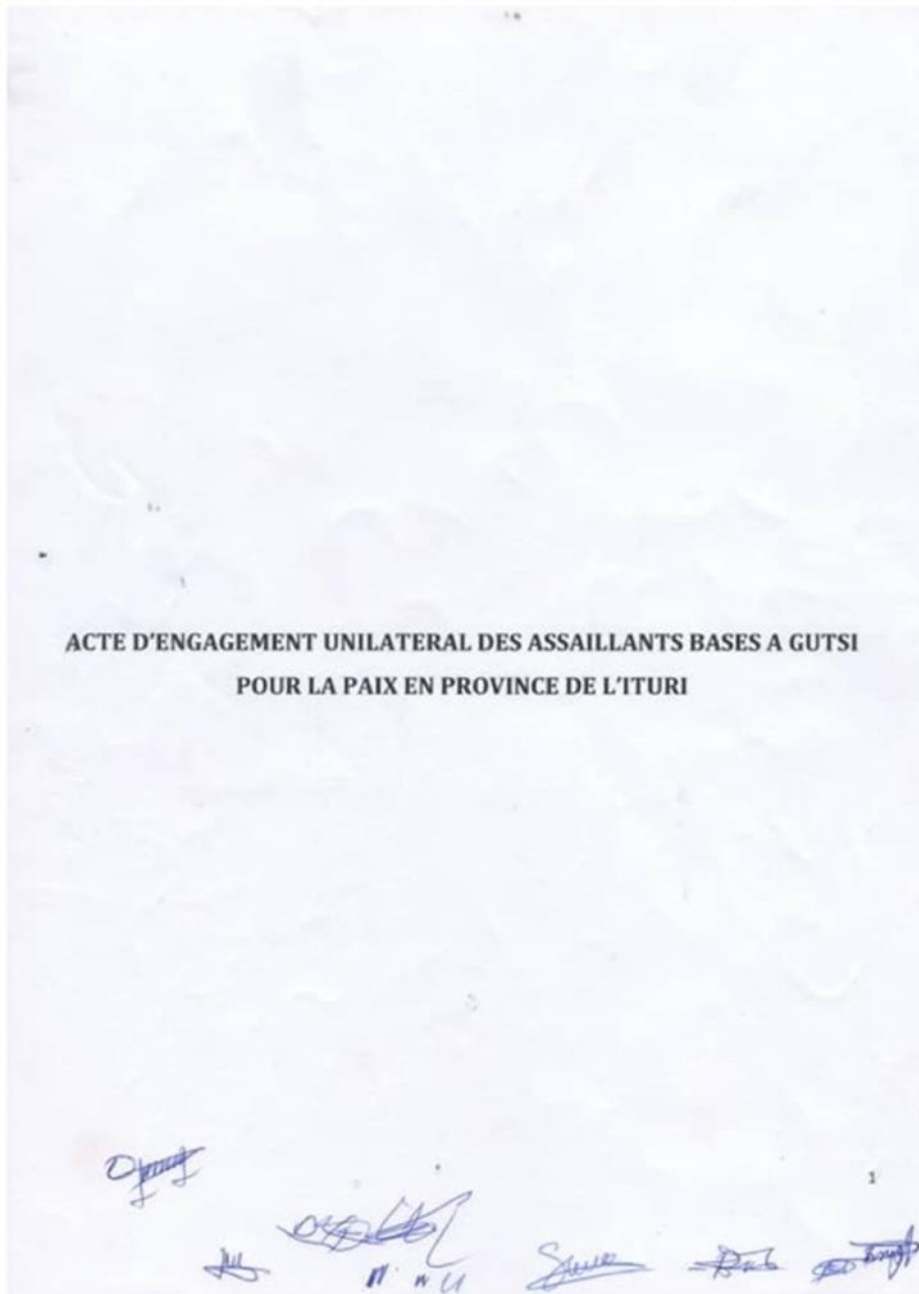 ACTE D'ENGAGEMENT UNILATERAL DES ASSAILLANTS BASES A GUTSI
POUR LA PAIX EN PROVINCE DE L'ITURI
1